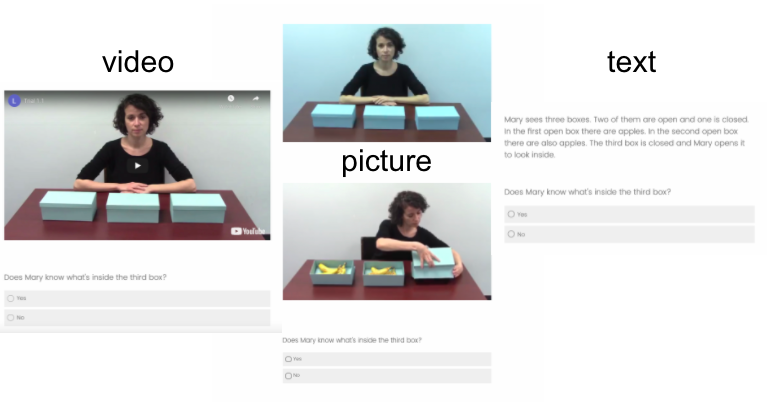 video
L
Trial 1.1
YouTube
Does Mary know what's inside the third box?
Yes
No
picture
Does Mary know what's inside the third box?
Yes
No
text
Mary sees three boxes. Two of them are open and one is closed.
In the first open box there are apples. In the second open box
there are also apples. The third box is closed and Mary opens it
to look inside.
Does Mary know what's inside the third box?
Yes
No